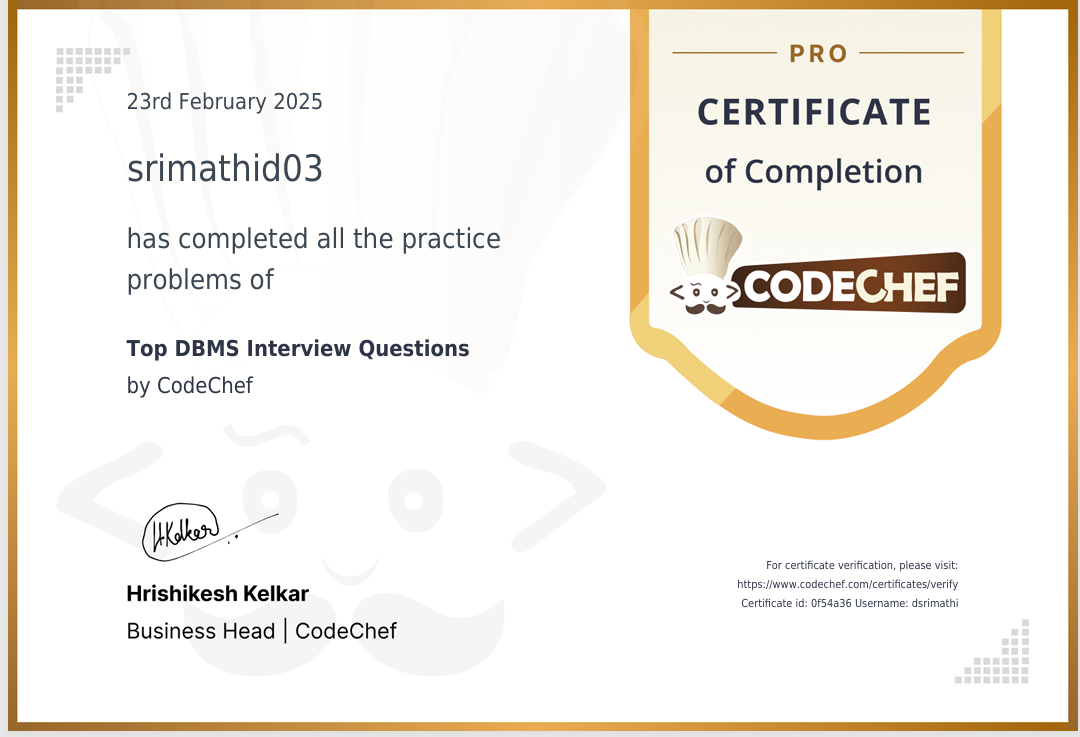 23rd February 2025
srimathid03
has completed all the practice
problems of
Top DBMS Interview Questions
by CodeChef
PRO
CERTIFICATE
of Completion
CODECHEF
HKelkar
Hrishikesh Kelkar
Business Head | CodeChef
For certificate verification, please visit:
https://www.codechef.com/certificates/verify
Certificate id: 0f54a36 Username: dsrimathi